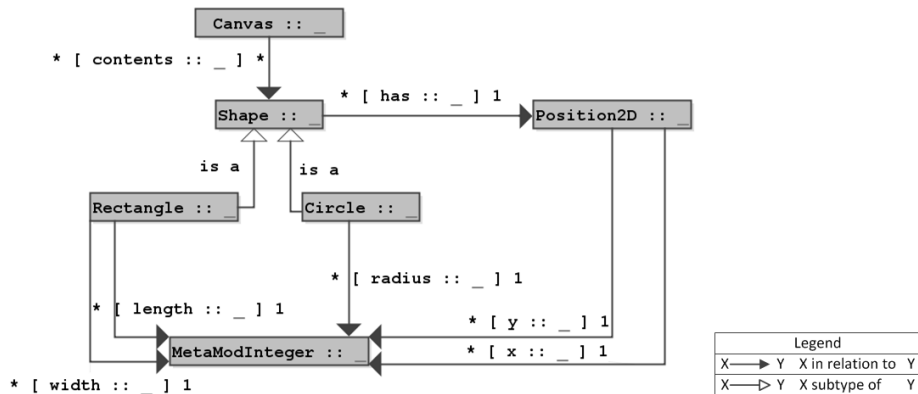 Canvas :: _
* [ contents :: _ ] *
Shape :: _
* [ has :: _ ] 1
Position2D :: _
is a
is a
Rectangle :: _
Circle :: _
* [ radius :: _ ] 1
* [ length :: _ ] 1
* [ y :: _ ] 1
MetaModInteger :: _
* [ x :: _ ] 1
* [ width :: _ ] 1
Legend
X Y X in relation to Y
X Y X subtype of Y